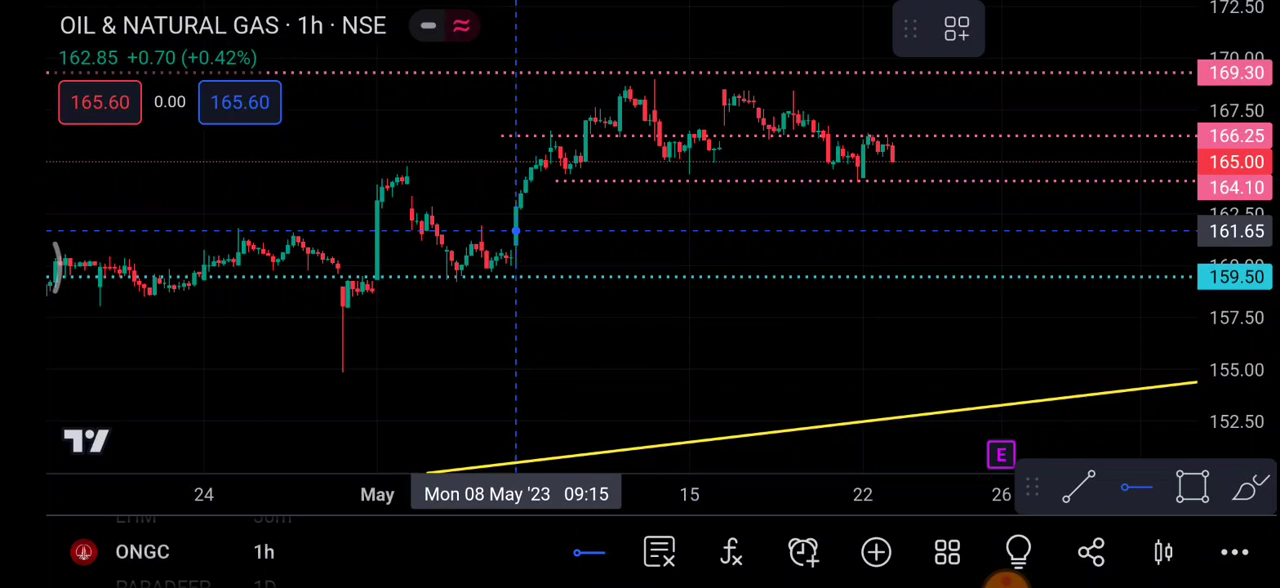 OIL & NATURAL GAS · 1h · NSE
162.85 +0.70 (+0.42%)
165.60 0.00 165.60
172.50
170.00
169.30
167.50
166.25
165.00
164.10
162.50
161.65
160.00
159.50
157.50
155.00
152.50
E
24 May Mon 08 May '23 09:15 15 22 26
ONGC 1h
PARADEEP 1D